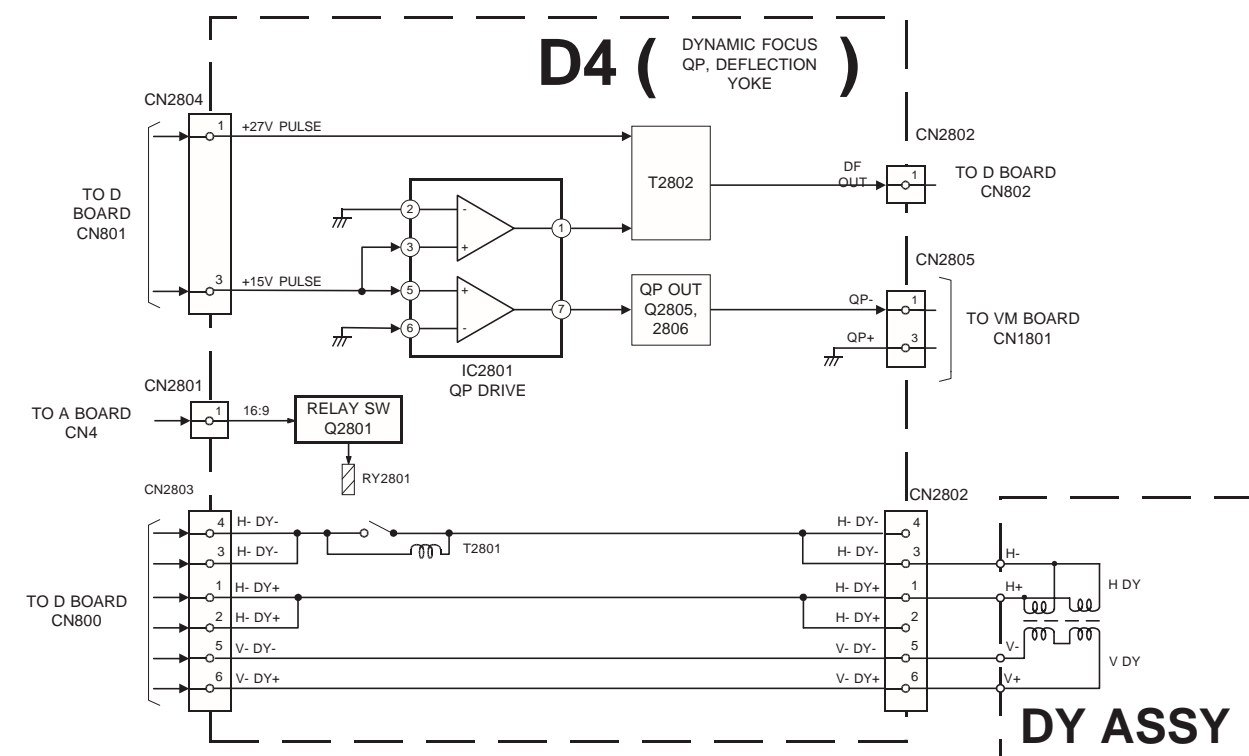 D4 ( DYNAMIC FOCUS
QP, DEFLECTION
YOKE )
CN2804
1 +27V PULSE
TO D
BOARD
CN801
3 +15V PULSE
2 -
3 +
5 +
6 -
1
7
IC2801
QP DRIVE
T2802
QP OUT
Q2805,
2806
CN2802
DF
OUT
1
TO D BOARD
CN802
CN2805
QP- 1
QP+ 3
TO VM BOARD
CN1801
CN2801
TO A BOARD
CN4
1 16:9
RELAY SW
Q2801
RY2801
CN2803
TO D BOARD
CN800
4 H- DY-
3 H- DY-
1 H- DY+
2 H- DY+
5 V- DY-
6 V- DY+
T2801
CN2802
H- DY- 4
H- DY- 3
H- DY+ 1
H- DY+ 2
V- DY- 5
V- DY+ 6
H-
H+
V-
V+
H DY
V DY
DY ASSY